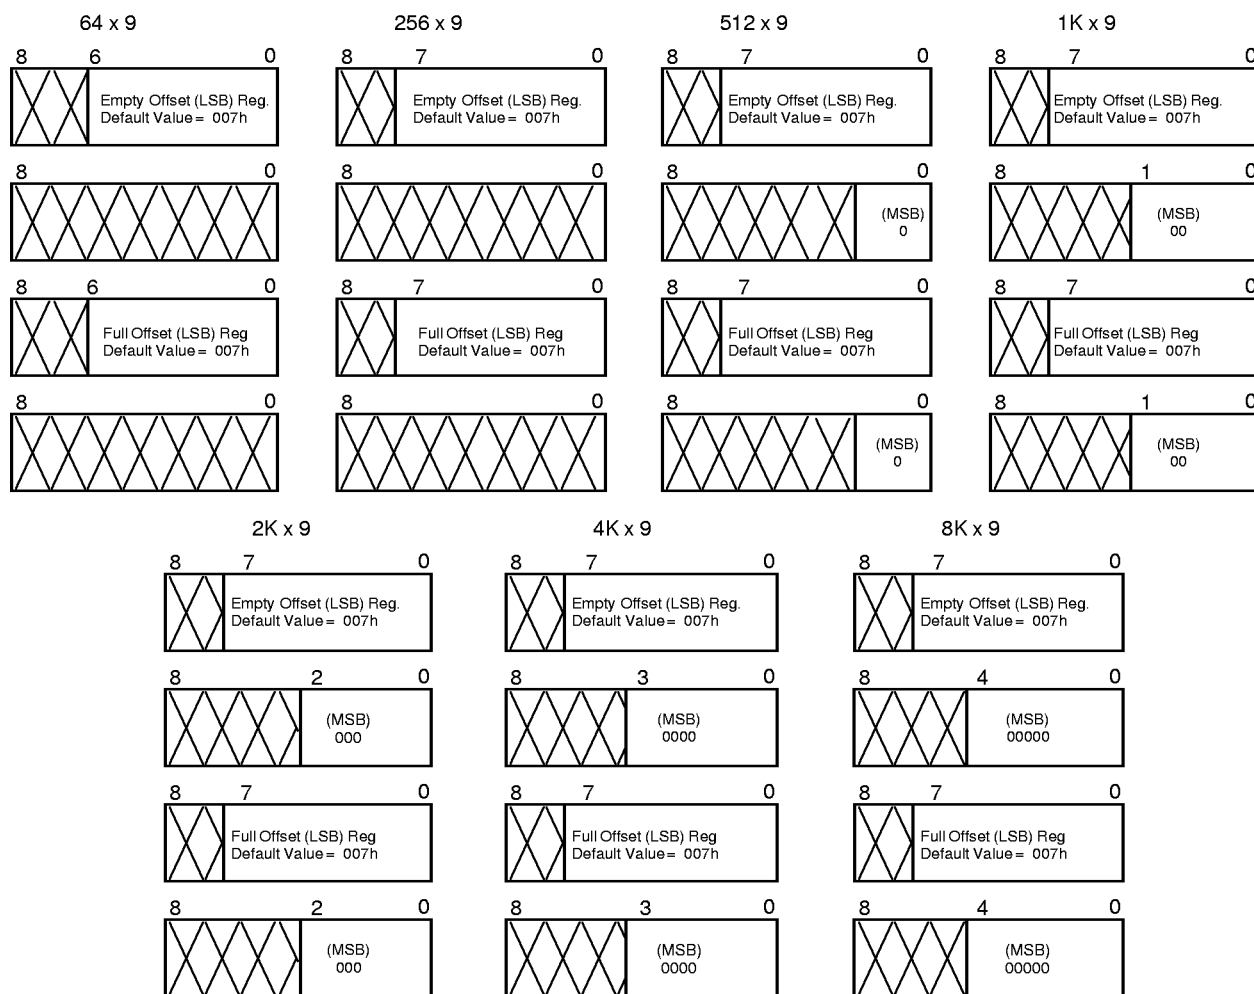 64 x 9 256 x 9 512 x 9 1K x 9
8 6 0 8 7 0 8 7 0 8 7 0
Empty Offset (LSB) Reg. Empty Offset (LSB) Reg. Empty Offset (LSB) Reg. Empty Offset (LSB) Reg.
Default Value = 007h Default Value = 007h Default Value = 007h Default Value = 007h
8 0 8 0 8 0 8 1 0
(MSB) (MSB)
0 00
8 6 0 8 7 0 8 7 0 8 7 0
Full Offset (LSB) Reg Full Offset (LSB) Reg Full Offset (LSB) Reg Full Offset (LSB) Reg
Default Value = 007h Default Value = 007h Default Value = 007h Default Value = 007h
8 0 8 0 8 0 8 1 0
(MSB) (MSB)
0 00
2K x 9 4K x 9 8K x 9
8 7 0 8 7 0 8 7 0
Empty Offset (LSB) Reg. Empty Offset (LSB) Reg. Empty Offset (LSB) Reg.
Default Value = 007h Default Value = 007h Default Value = 007h
8 2 0 8 3 0 8 4 0
(MSB) (MSB) (MSB)
000 0000 00000
8 7 0 8 7 0 8 7 0
Full Offset (LSB) Reg Full Offset (LSB) Reg Full Offset (LSB) Reg
Default Value = 007h Default Value = 007h Default Value = 007h
8 2 0 8 3 0 8 4 0
(MSB) (MSB) (MSB)
000 0000 00000